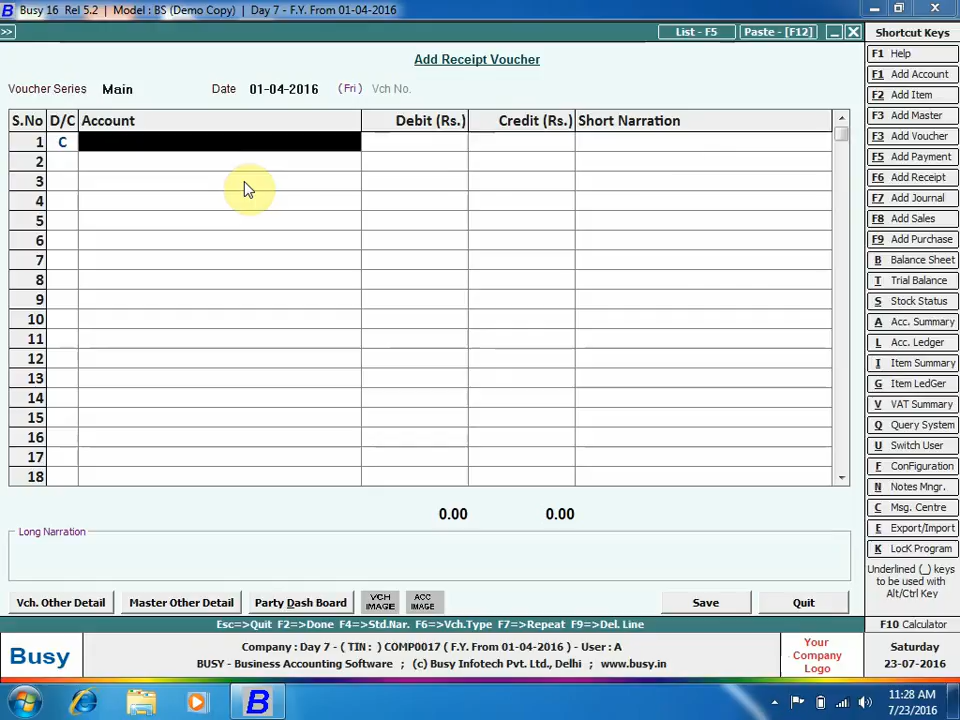 Busy 16 Rel 5.2 | Model : BS (Demo Copy) | Day 7 - F.Y. From 01-04-2016
>> List - F5 Paste - [F12]
Add Receipt Voucher
Voucher Series Main Date 01-04-2016 (Fri) Vch No.
S.No D/C Account Debit (Rs.) Credit (Rs.) Short Narration
1 C
2
3
4
5
6
7
8
9
10
11
12
13
14
15
16
17
18
0.00 0.00
Long Narration
Vch. Other Detail Master Other Detail Party Dash Board VCH IMAGE ACC IMAGE Save Quit
Esc=>Quit F2=>Done F4=>Std.Nar. F6=>Vch.Type F7=>Repeat F9=>Del. Line
Busy
Company : Day 7 - ( TIN : ) COMP0017 ( F.Y. From 01-04-2016 ) - User : A
BUSY - Business Accounting Software ; (c) Busy Infotech Pvt. Ltd., Delhi ; www.busy.in
Your
Company
Logo
Shortcut Keys
F1 Help
F1 Add Account
F2 Add Item
F3 Add Master
F3 Add Voucher
F5 Add Payment
F6 Add Receipt
F7 Add Journal
F8 Add Sales
F9 Add Purchase
B Balance Sheet
T Trial Balance
S Stock Status
A Acc. Summary
L Acc. Ledger
I Item Summary
G Item LedGer
V VAT Summary
Q Query System
U Switch User
F ConFiguration
N Notes Mngr.
C Msg. Centre
E Export/Import
K LocK Program
Underlined (_) keys
to be used with
Alt/Ctrl Key
F10 Calculator
Saturday
23-07-2016
B
11:28 AM
7/23/2016